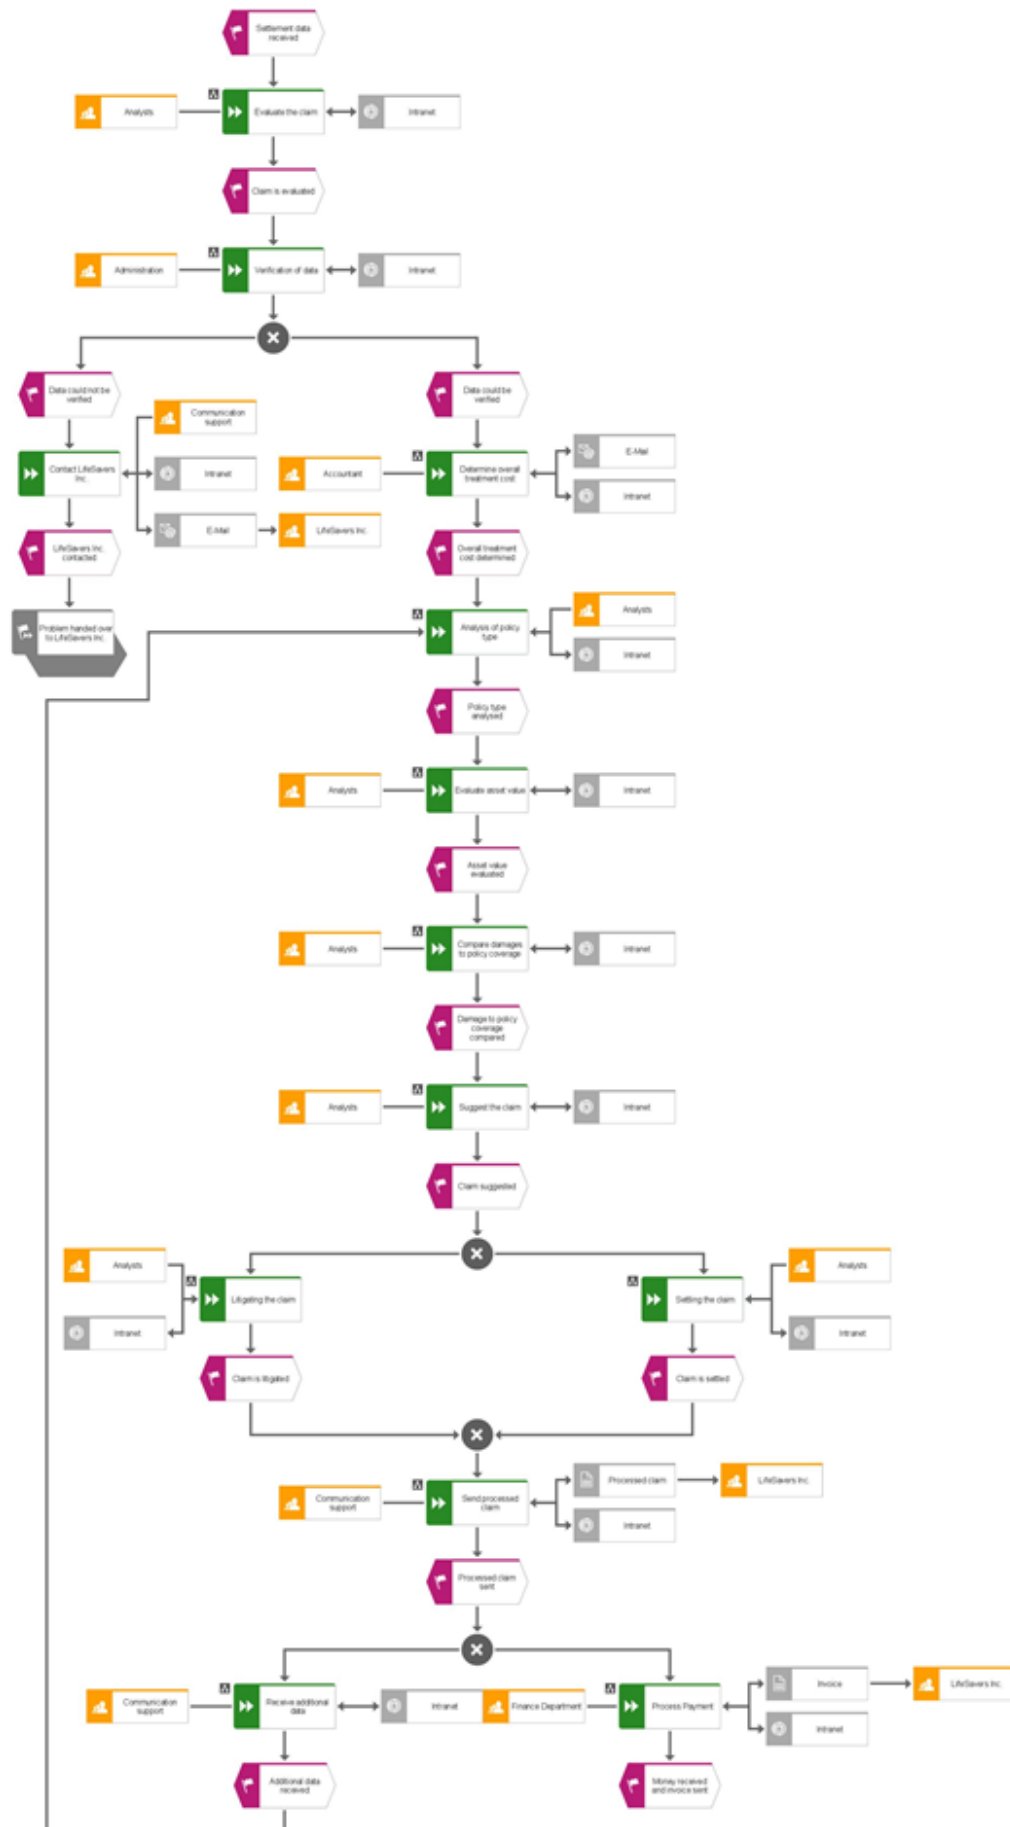 Settlement data
received
Analysts
Evaluate the claim
Intranet
Claim is evaluated
Administration
Verification of data
Intranet
Data could not be
verified
Data could be
verified
Communication
support
Contact LifeSavers
Inc.
Intranet
Accountant
Determine overall
treatment cost
E-Mail
Intranet
E-Mail
LifeSavers Inc.
LifeSavers Inc.
contacted
Overall treatment
cost determined
Problem handed over
to LifeSavers Inc.
Analysis of policy
type
Analysts
Intranet
Policy type
analysed
Analysts
Evaluate asset value
Intranet
Asset value
evaluated
Analysts
Compare damages
to policy coverage
Intranet
Damage to policy
coverage
compared
Analysts
Suggest the claim
Intranet
Claim suggested
Analysts
Litigating the claim
Intranet
Settling the claim
Analysts
Intranet
Claim is litigated
Claim is settled
Communication
support
Send processed
claim
Processed claim
LifeSavers Inc.
Intranet
Processed claim
sent
Communication
support
Receive additional
data
Intranet
Finance Department
Process Payment
Invoice
LifeSavers Inc.
Intranet
Additional data
received
Money received
and invoice sent